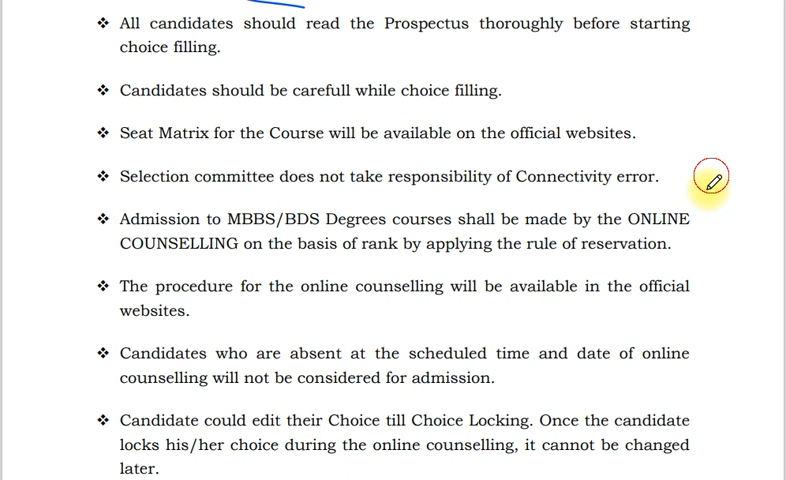 ❖ All candidates should read the Prospectus thoroughly before starting
choice filling.
❖ Candidates should be carefull while choice filling.
❖ Seat Matrix for the Course will be available on the official websites.
❖ Selection committee does not take responsibility of Connectivity error.
❖ Admission to MBBS/BDS Degrees courses shall be made by the ONLINE
COUNSELLING on the basis of rank by applying the rule of reservation.
❖ The procedure for the online counselling will be available in the official
websites.
❖ Candidates who are absent at the scheduled time and date of online
counselling will not be considered for admission.
❖ Candidate could edit their Choice till Choice Locking. Once the candidate
locks his/her choice during the online counselling, it cannot be changed
later.